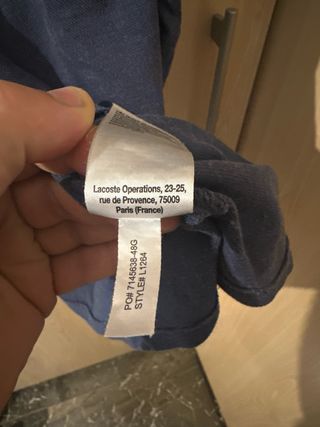 Lacoste Operations, 23-25,
rue de Provence, 75009
Paris (France)
PO# 7145638-48G
STYLE# L1264